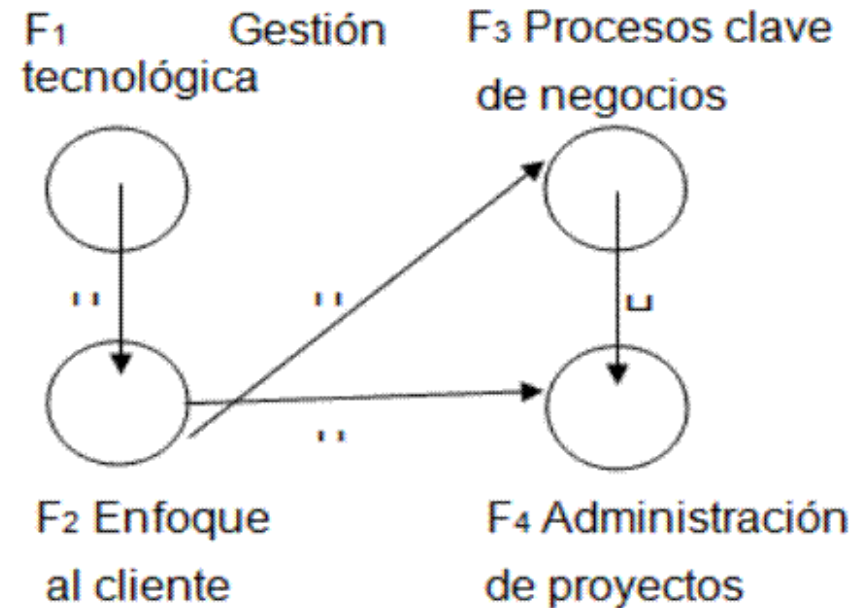 F₁ Gestión
tecnológica
F₃ Procesos clave
de negocios
F₂ Enfoque
al cliente
F₄ Administración
de proyectos